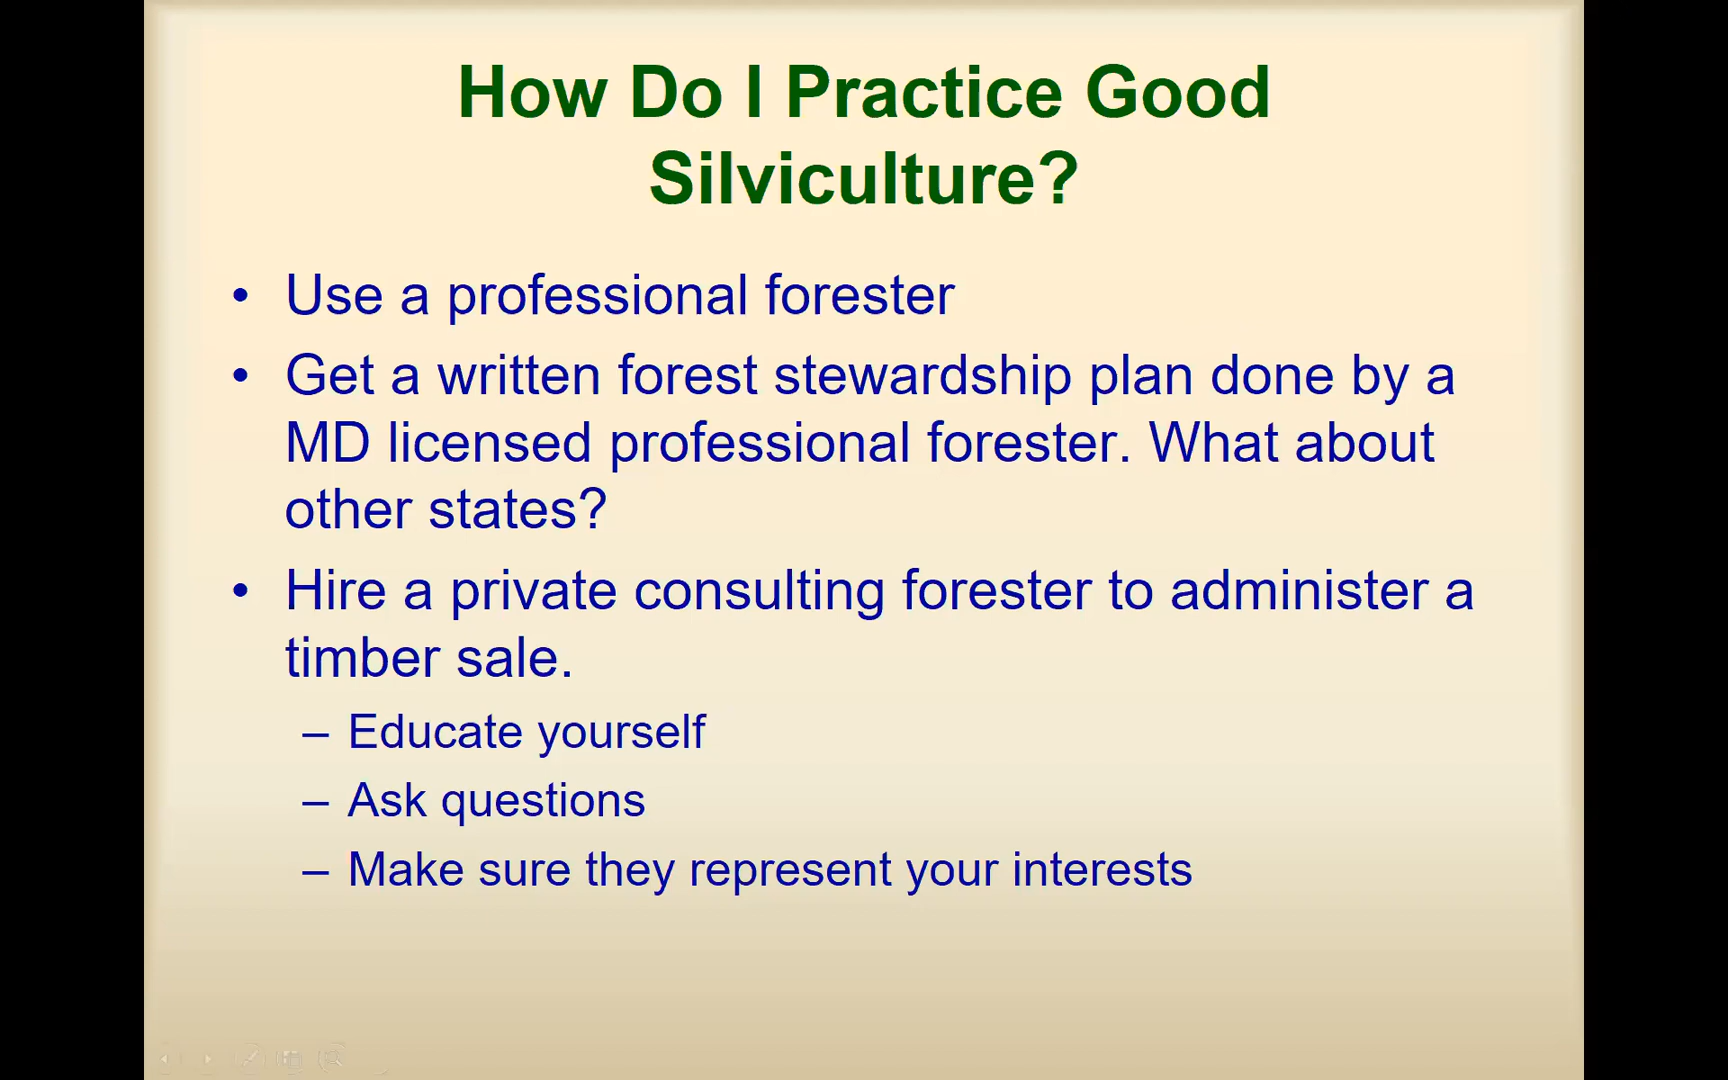 How Do I Practice Good
Silviculture?
• Use a professional forester
• Get a written forest stewardship plan done by a
MD licensed professional forester. What about
other states?
• Hire a private consulting forester to administer a
timber sale.
– Educate yourself
– Ask questions
– Make sure they represent your interests